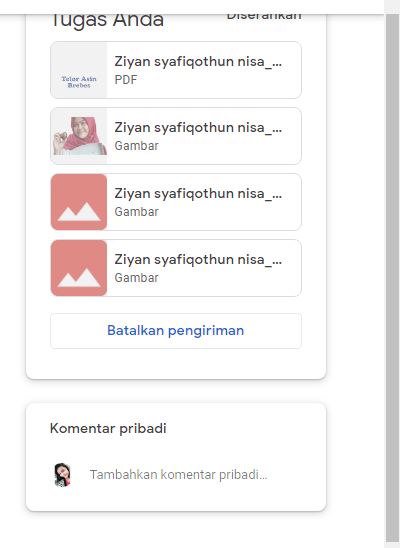 Tugas Anda
Diserahkan
Telor Asin
Brebes
Ziyan syafiqothun nisa_...
PDF
Ziyan syafiqothun nisa_...
Gambar
Ziyan syafiqothun nisa_...
Gambar
Ziyan syafiqothun nisa_...
Gambar
Batalkan pengiriman
Komentar pribadi
Tambahkan komentar pribadi...